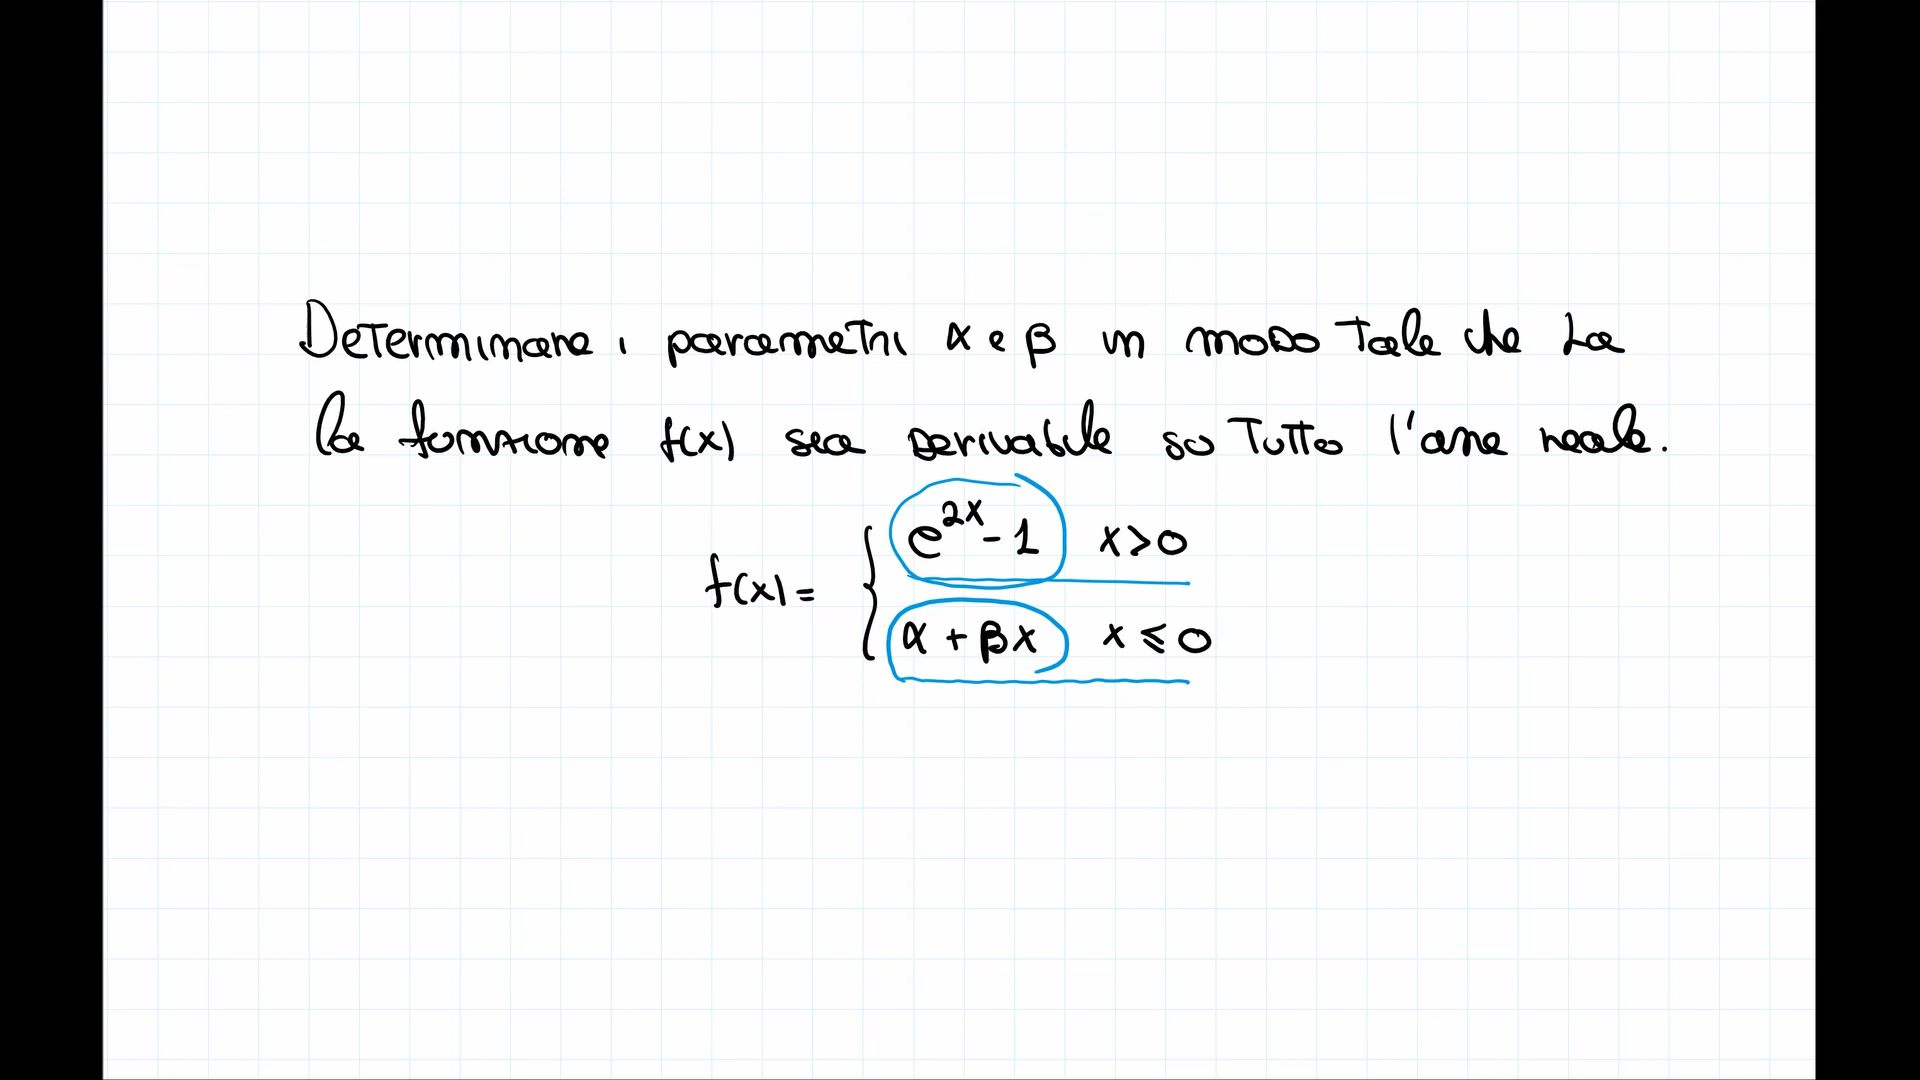 Determinare i parametri α e β in modo tale che La
la funzione f(x) sia derivabile su tutto l'asse reale.
f(x) = { e^{2x} - 1 x > 0
α + βx x ⩽ 0